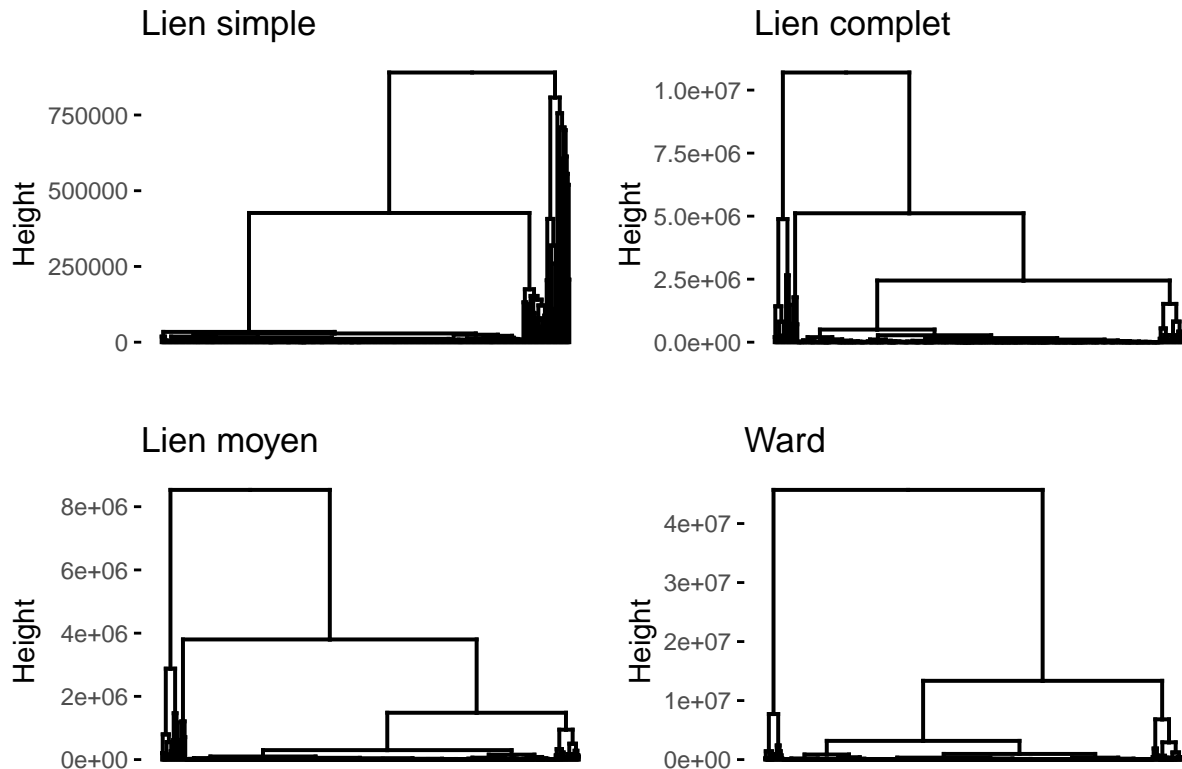 Lien simple
Height
750000
500000
250000
0
Lien complet
Height
1.0e+07
7.5e+06
5.0e+06
2.5e+06
0.0e+00
Lien moyen
Height
8e+06
6e+06
4e+06
2e+06
0e+00
Ward
Height
4e+07
3e+07
2e+07
1e+07
0e+00